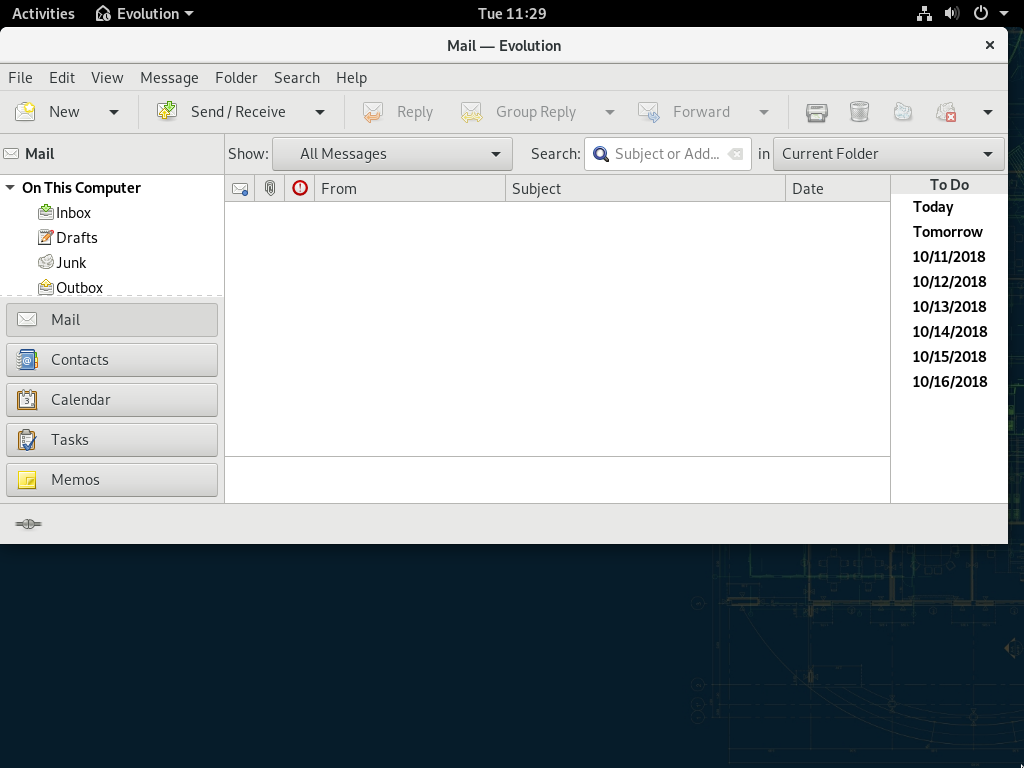 Activities Evolution Tue 11:29
Mail — Evolution
File Edit View Message Folder Search Help
New Send / Receive Reply Group Reply Forward
Mail Show: All Messages Search: Subject or Add... in Current Folder
On This Computer
Inbox
Drafts
Junk
Outbox
Mail
Contacts
3 Calendar
Tasks
Memos
From Subject Date
To Do
Today
Tomorrow
10/11/2018
10/12/2018
10/13/2018
10/14/2018
10/15/2018
10/16/2018